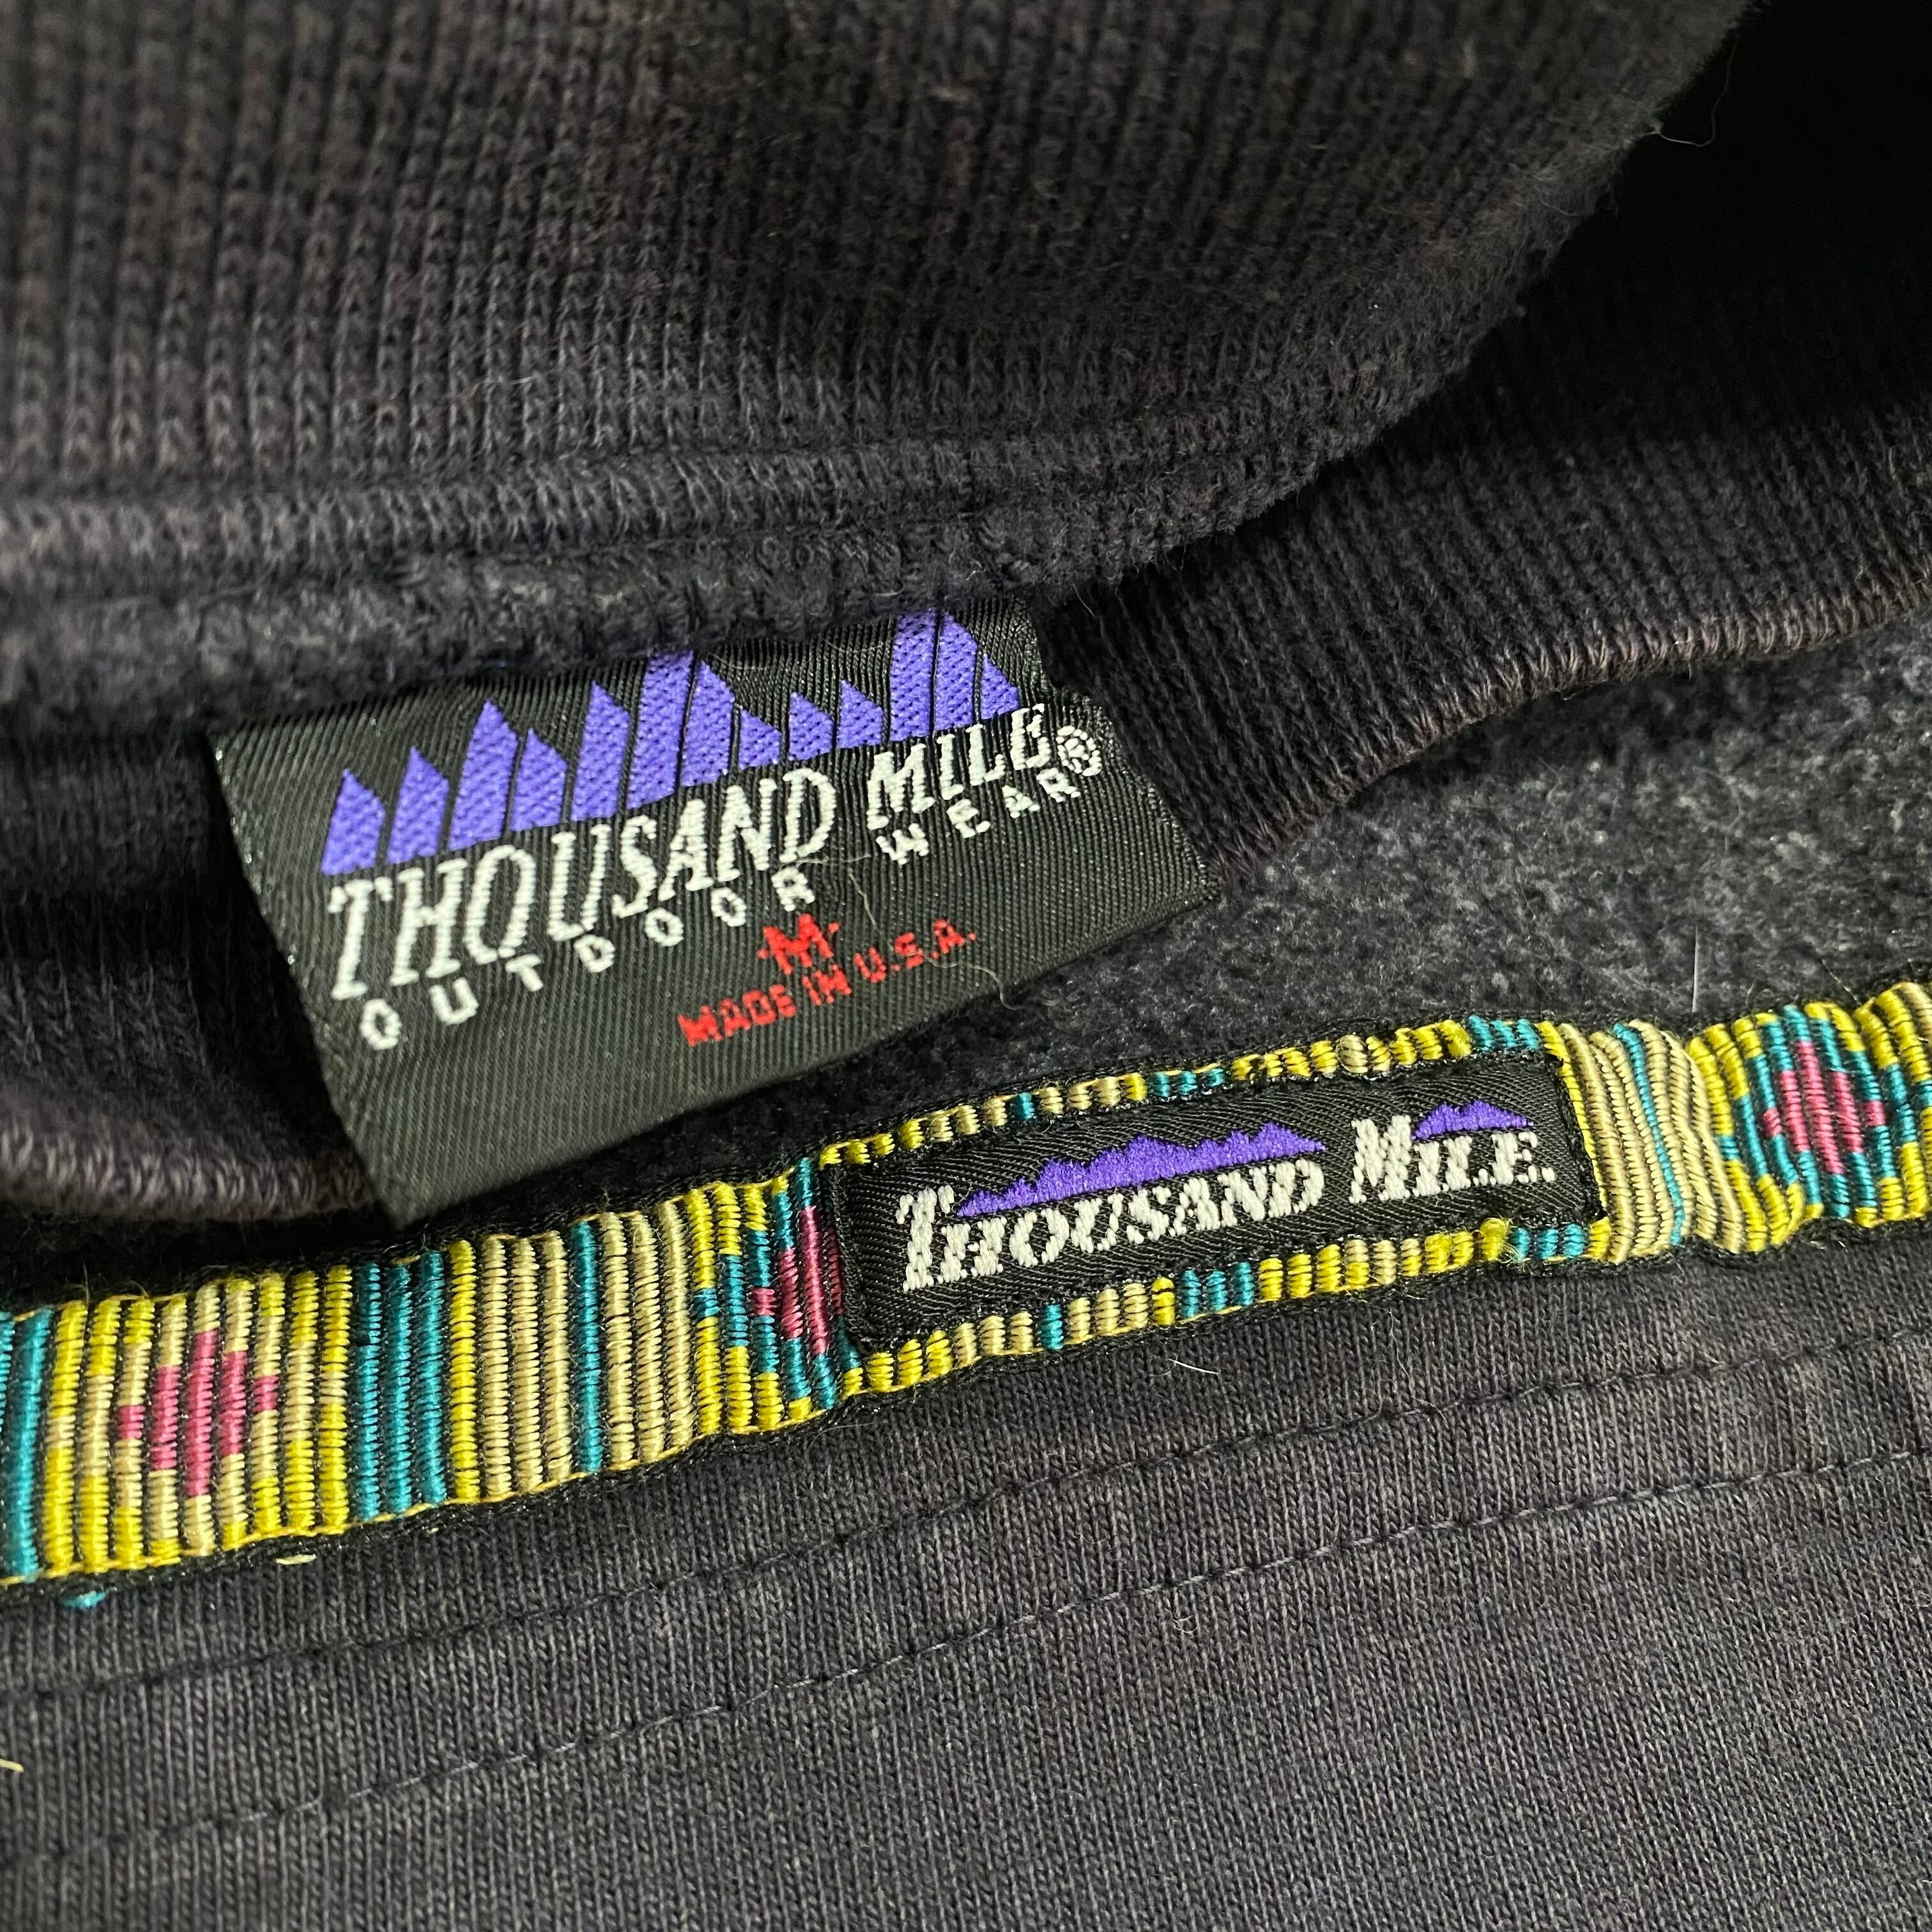 THOUSAND MILE®
OUTDOOR WEAR
M
MADE IN U.S.A.
THOUSAND MILE